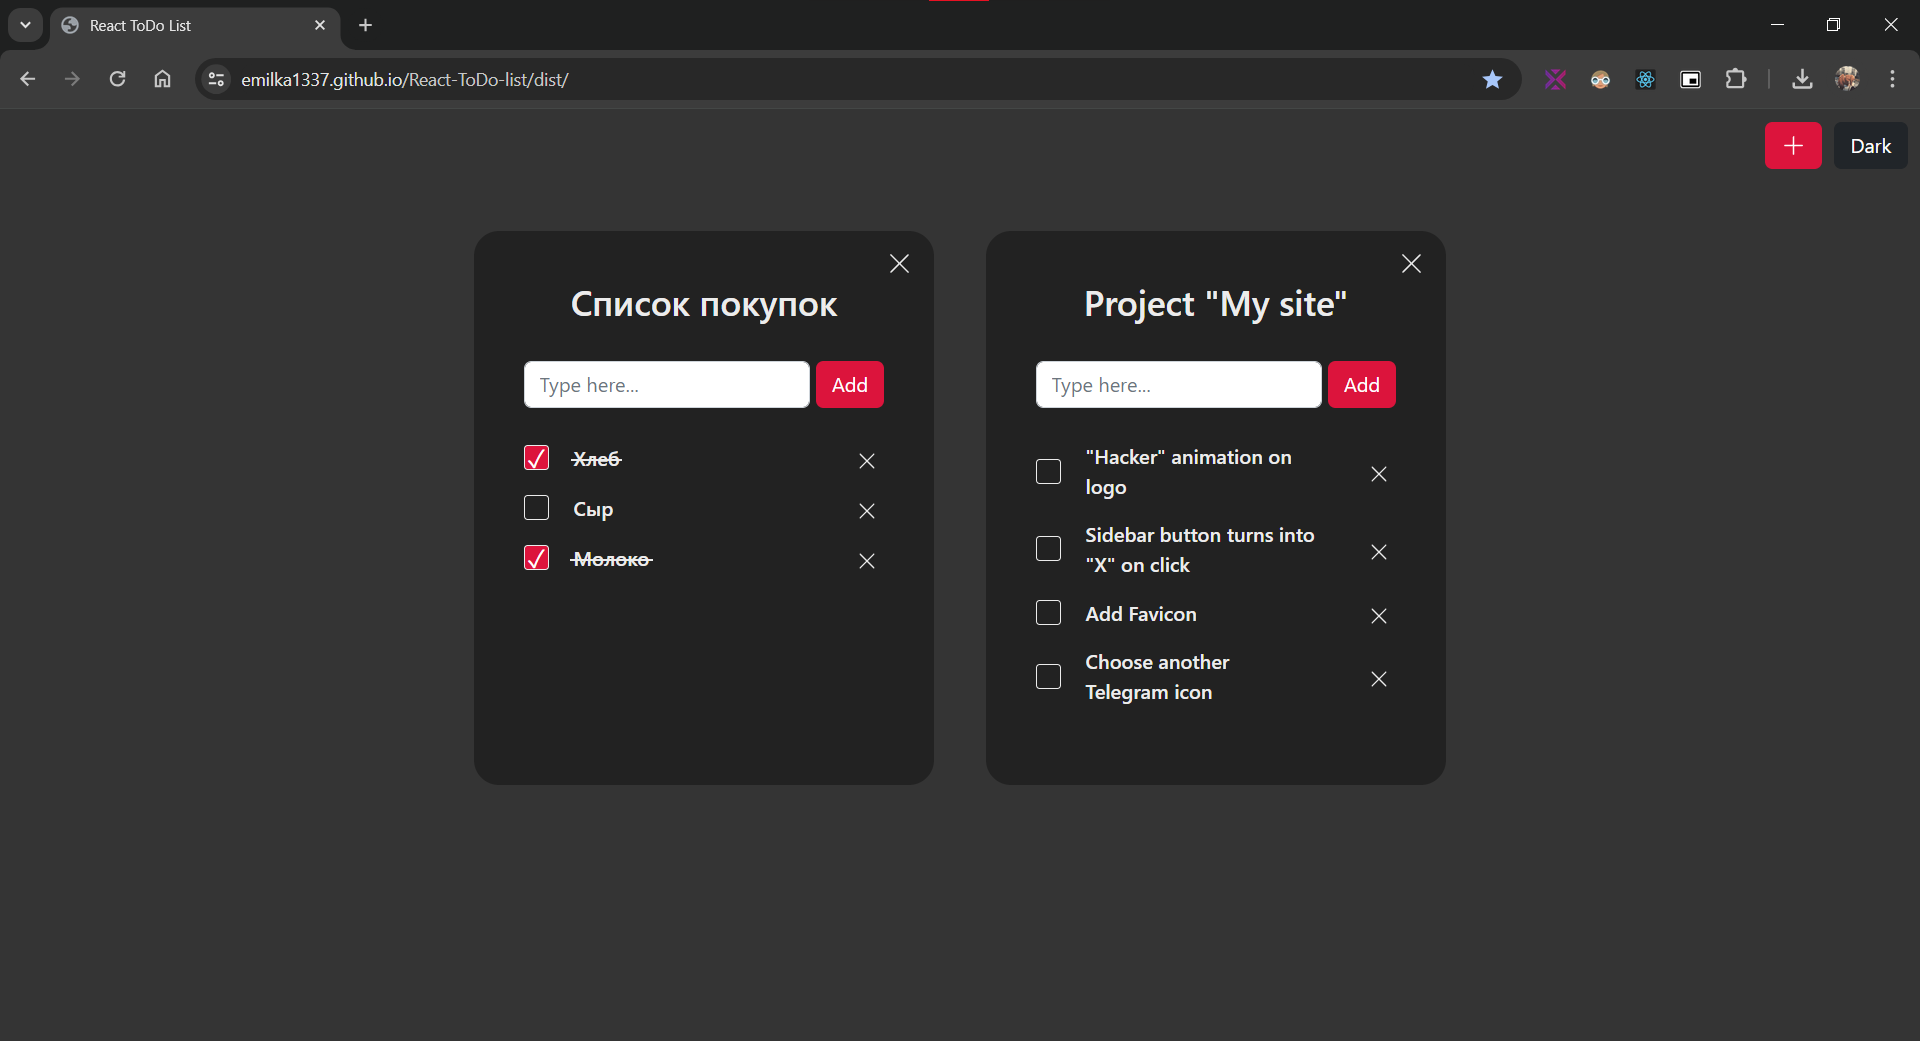 React ToDo List
emilka1337.github.io/React-ToDo-list/dist/
Dark
Список покупок
Type here...
Add
Хлеб
Сыр
Молоко
Project "My site"
Type here...
Add
"Hacker" animation on
logo
Sidebar button turns into
"X" on click
Add Favicon
Choose another
Telegram icon